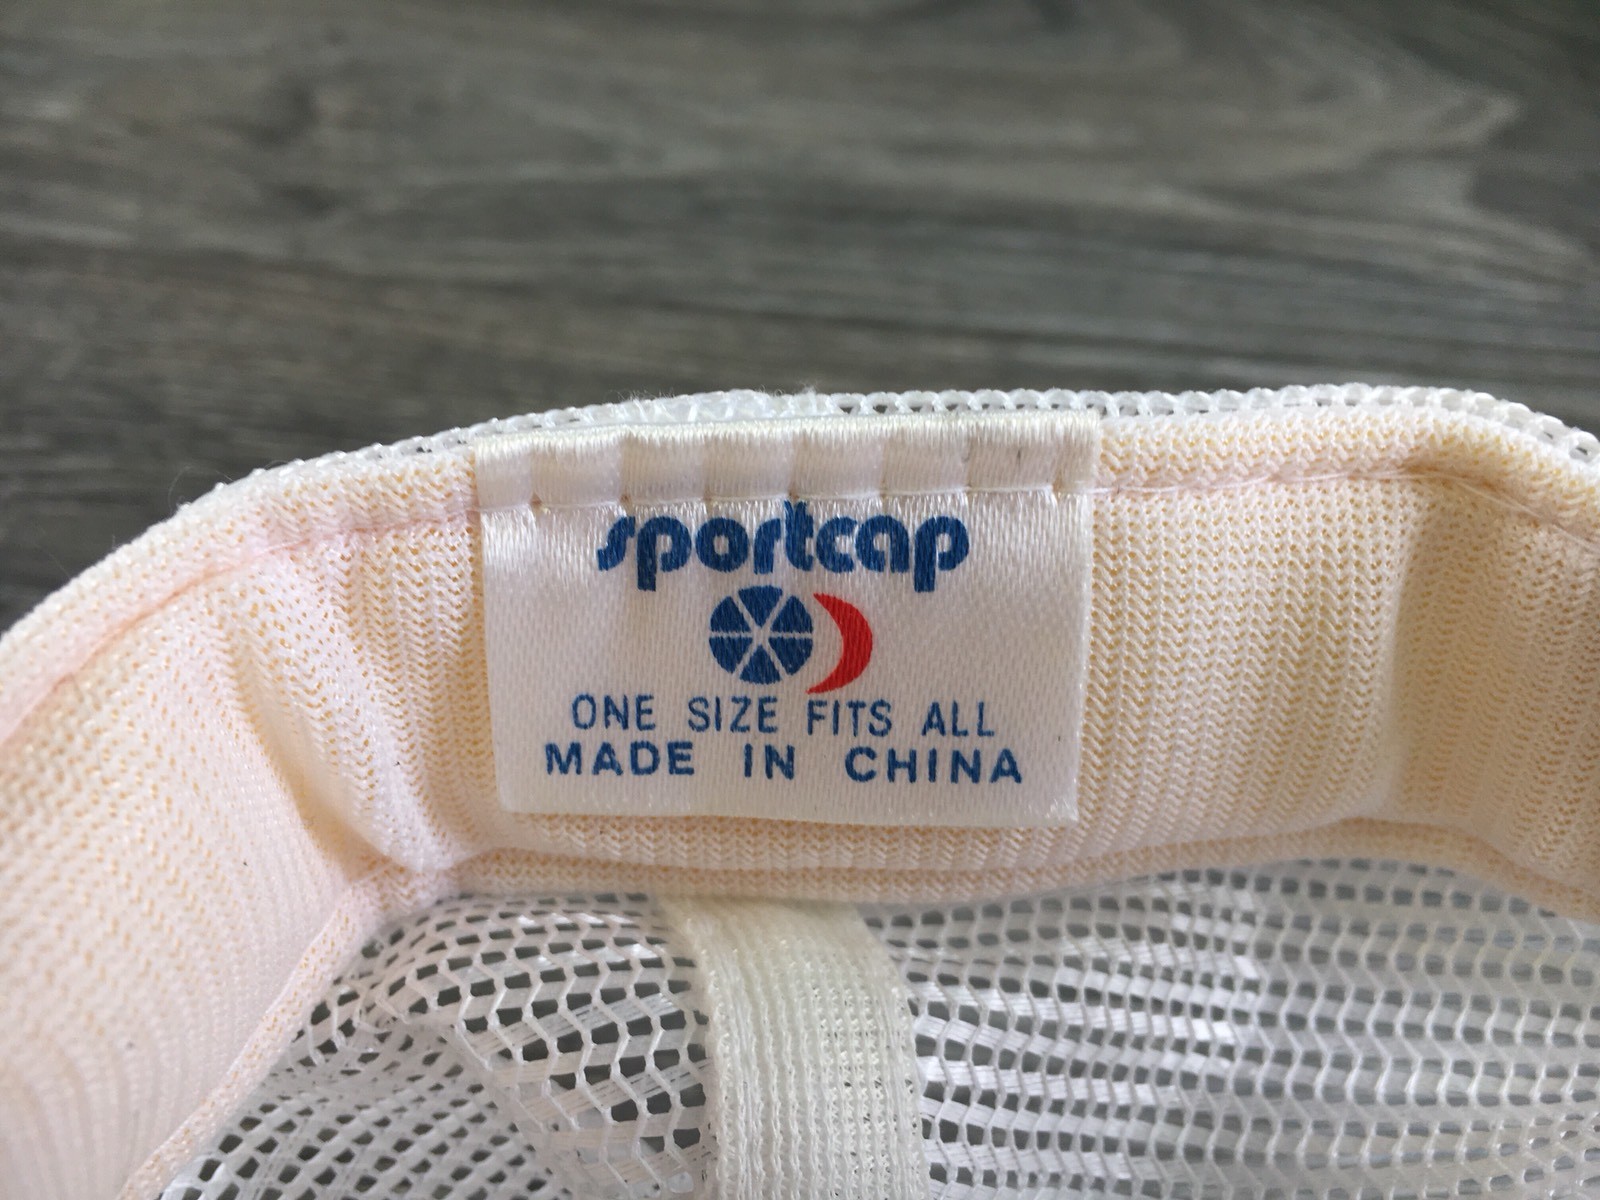 sportcap
ONE SIZE FITS ALL
MADE IN CHINA